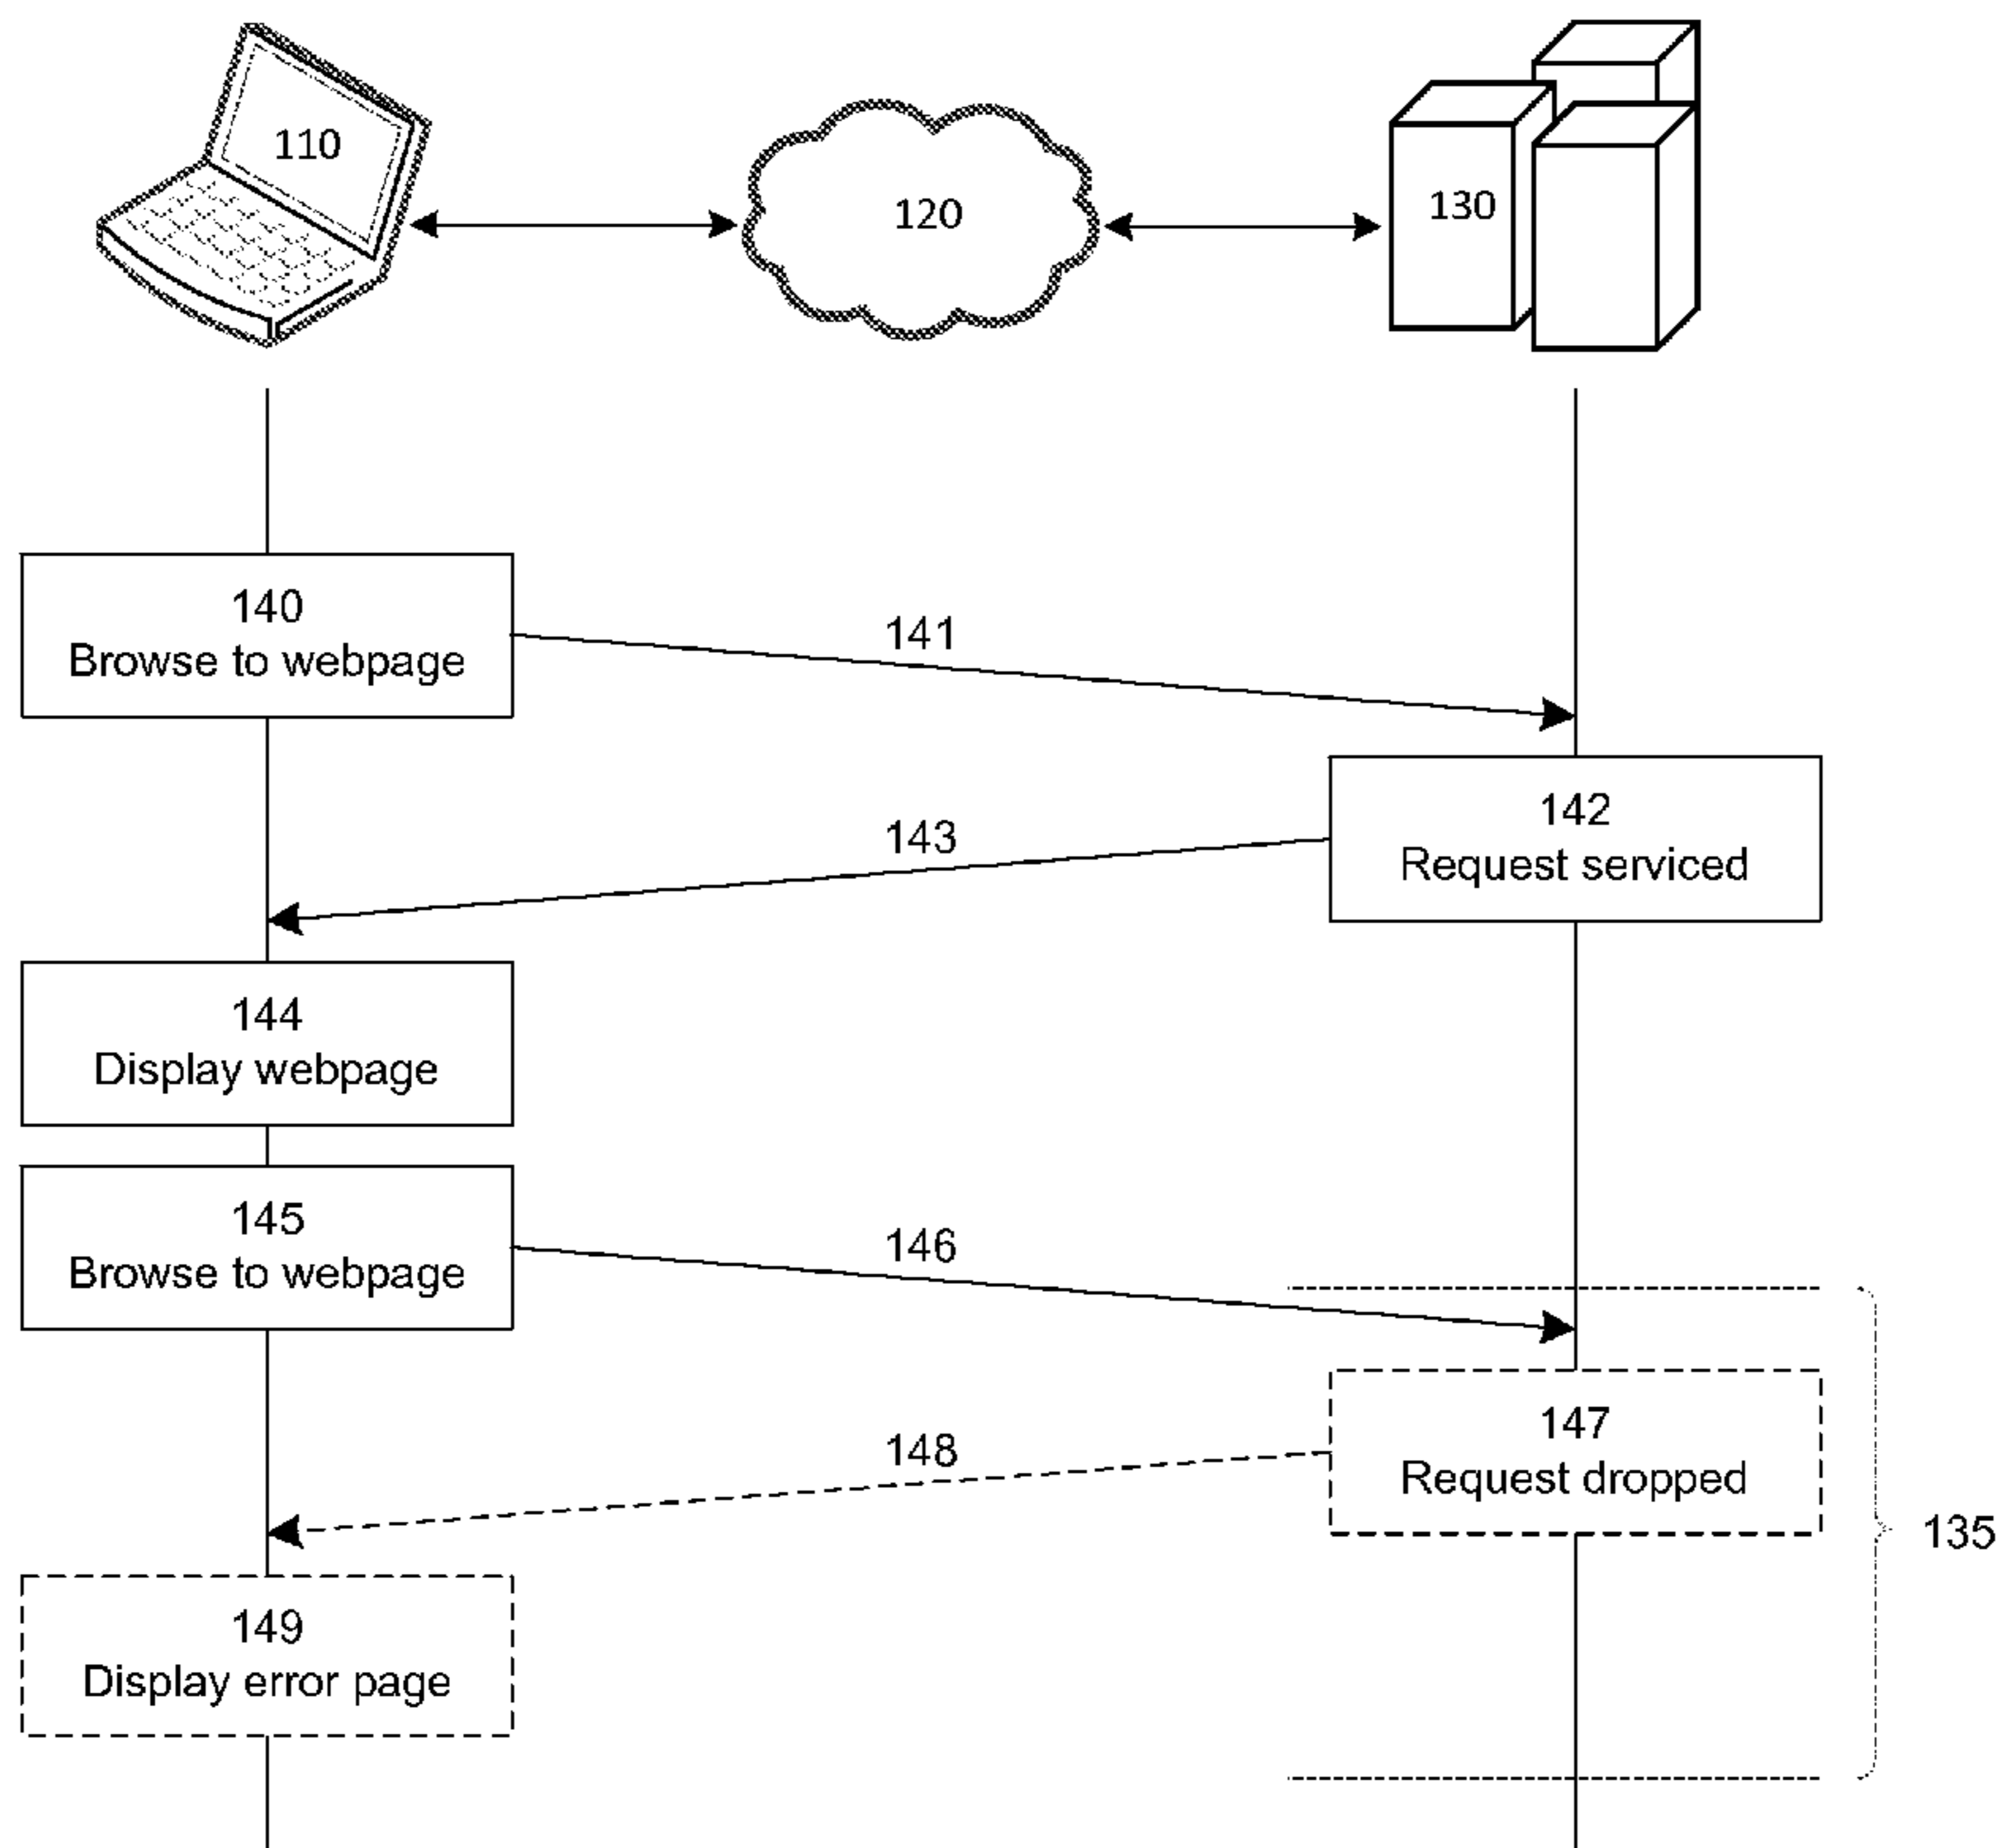 110
120
130
140
Browse to webpage
141
142
Request serviced
143
144
Display webpage
145
Browse to webpage
146
147
Request dropped
148
135
149
Display error page